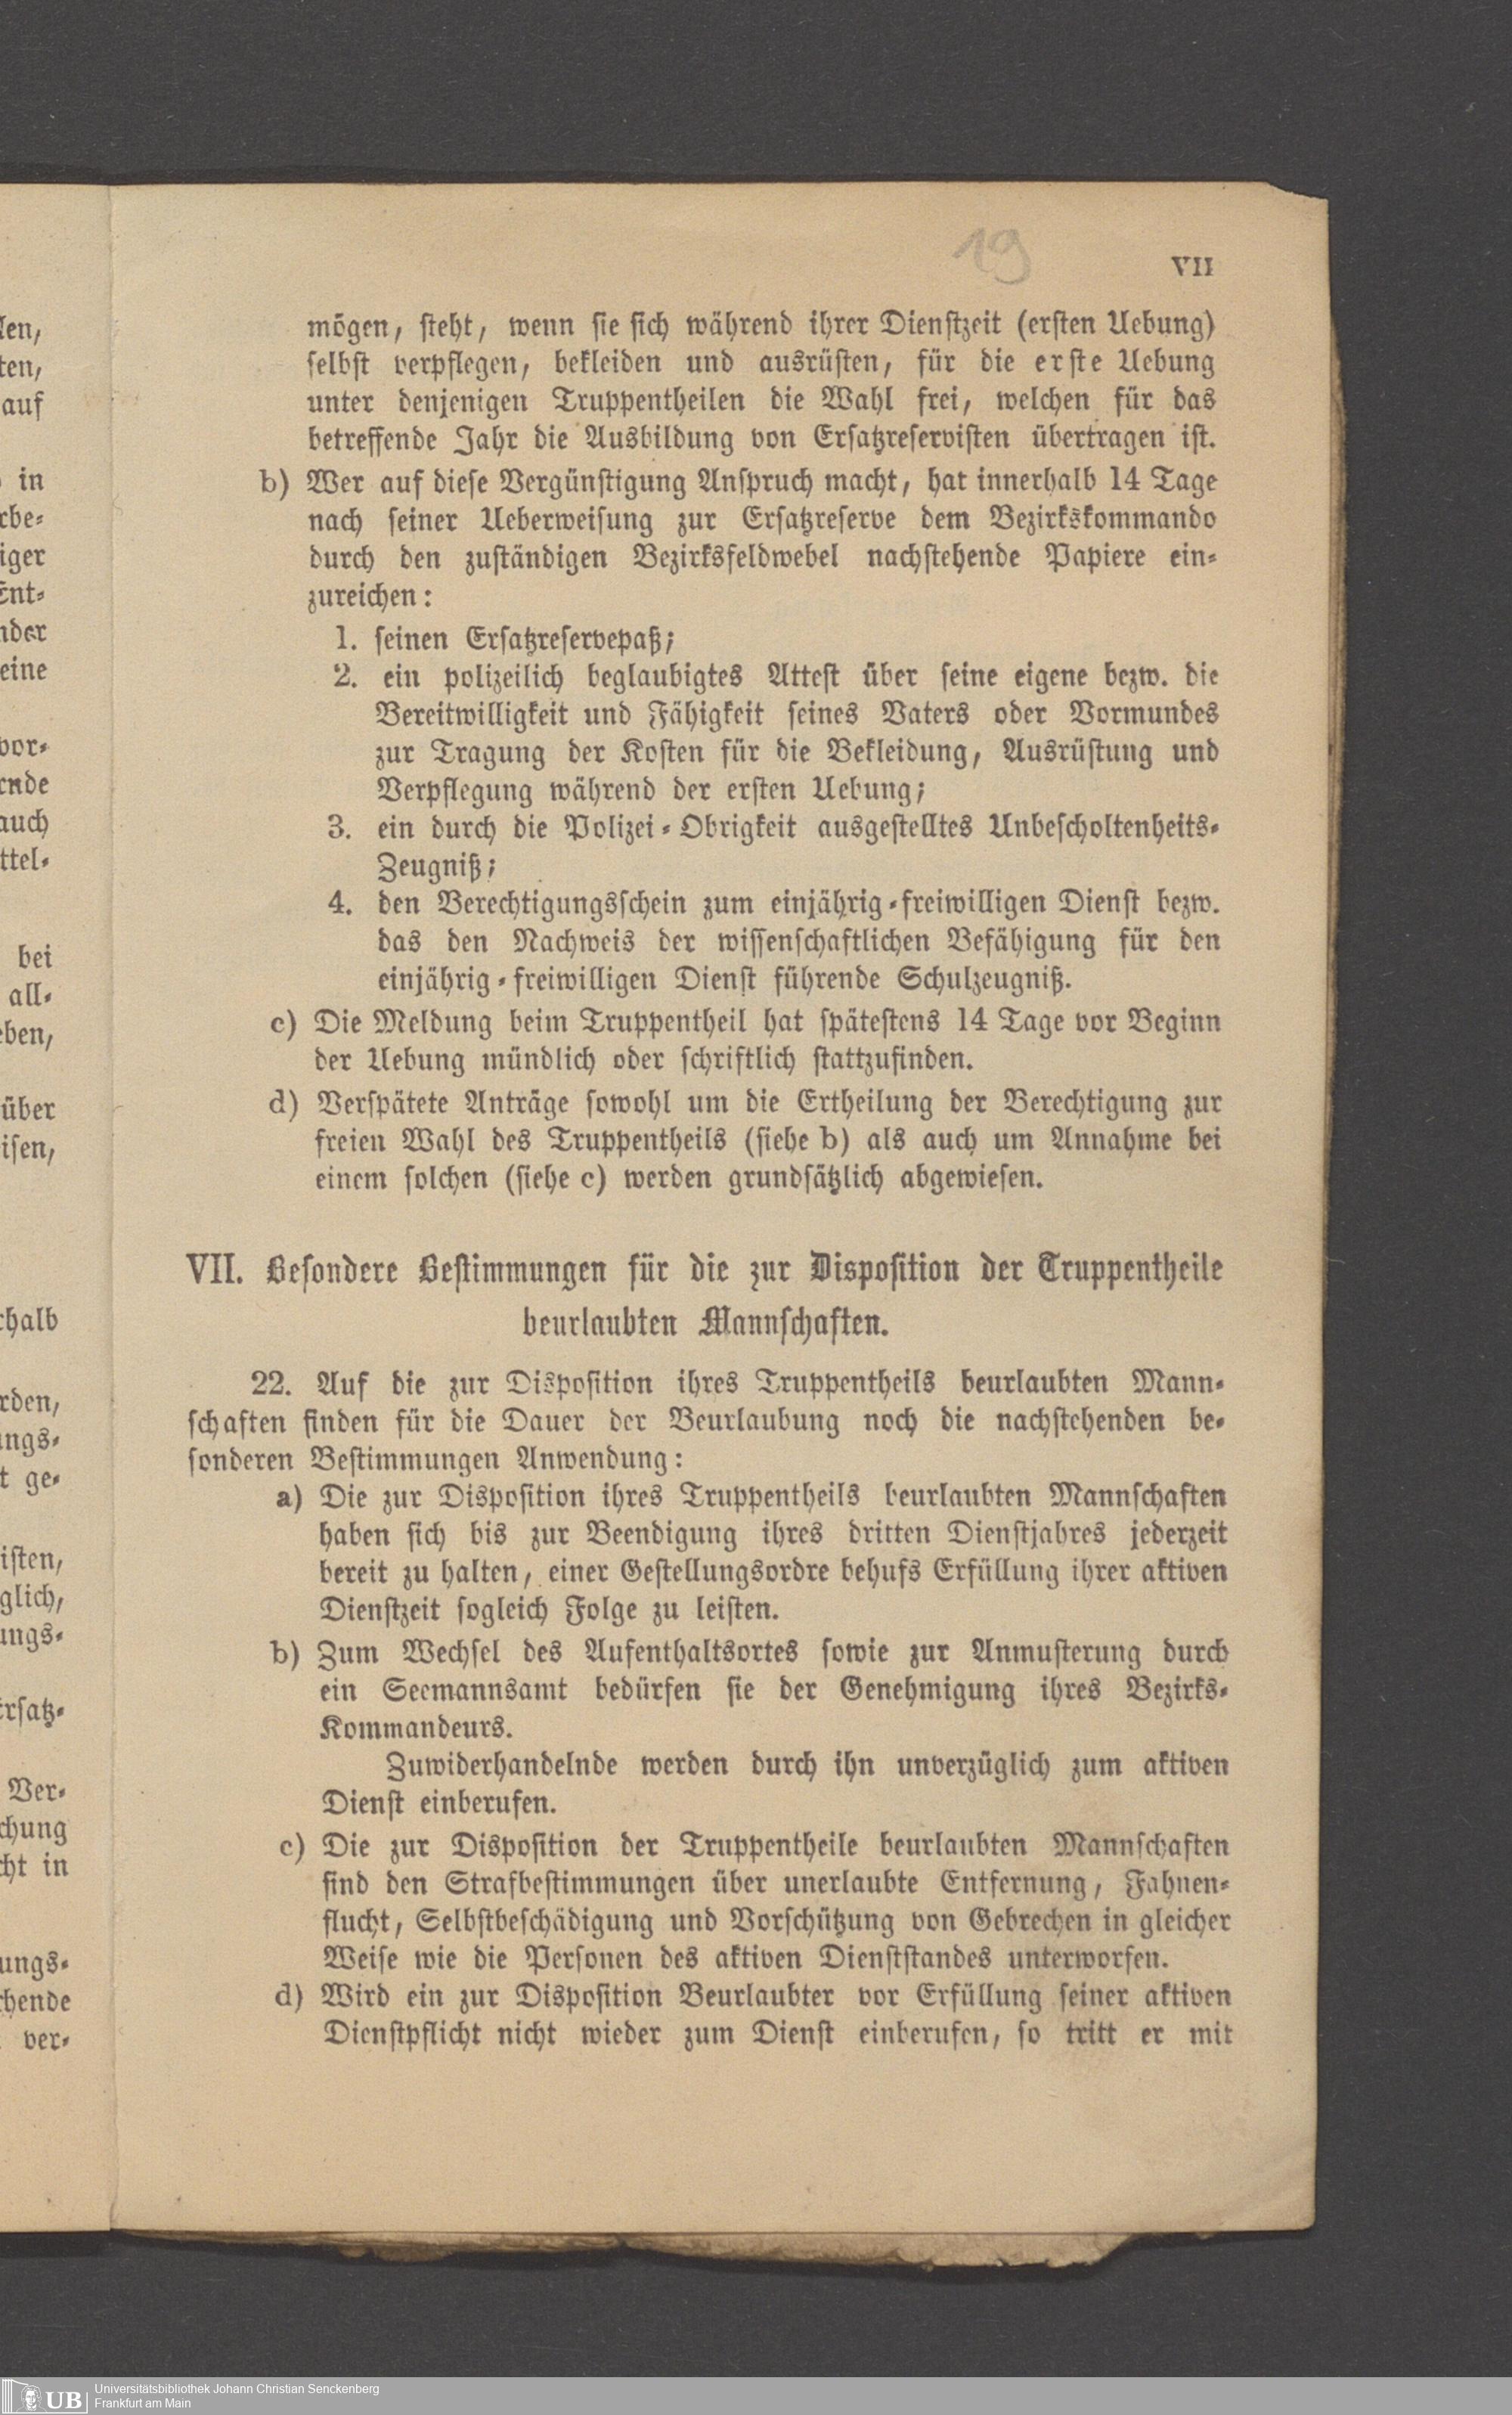 19
VII
mögen, steht, wenn sie sich während ihrer Dienstzeit (ersten Uebung)
selbst verpflegen, bekleiden und ausrüsten, für die erste Uebung
unter denjenigen Truppentheilen die Wahl frei, welchen für das
betreffende Jahr die Ausbildung von Ersatzreservisten übertragen ist.
b) Wer auf diese Vergünstigung Anspruch macht, hat innerhalb 14 Tage
nach seiner Ueberweisung zur Ersatzreserve dem Bezirkskommando
durch den zuständigen Bezirksfeldwebel nachstehende Papiere ein-
zureichen:
1. seinen Ersatzreservepaß;
2. ein polizeilich beglaubigtes Attest über seine eigene bezw. die
Bereitwilligkeit und Fähigkeit seines Vaters oder Vormundes
zur Tragung der Kosten für die Bekleidung, Ausrüstung und
Verpflegung während der ersten Uebung;
3. ein durch die Polizei-Obrigkeit ausgestelltes Unbescholtenheits-
Zeugniß;
4. den Berechtigungsschein zum einjährig-freiwilligen Dienst bezw.
das den Nachweis der wissenschaftlichen Befähigung für den
einjährig-freiwilligen Dienst führende Schulzeugniß.
c) Die Meldung beim Truppentheil hat spätestens 14 Tage vor Beginn
der Uebung mündlich oder schriftlich stattzufinden.
d) Verspätete Anträge sowohl um die Ertheilung der Berechtigung zur
freien Wahl des Truppentheils (siehe b) als auch um Annahme bei
einem solchen (siehe c) werden grundsätzlich abgewiesen.
VII. Besondere Bestimmungen für die zur Disposition der Truppentheile
beurlaubten Mannschaften.
22. Auf die zur Disposition ihres Truppentheils beurlaubten Mann-
schaften finden für die Dauer der Beurlaubung noch die nachstehenden be-
sonderen Bestimmungen Anwendung:
a) Die zur Disposition ihres Truppentheils beurlaubten Mannschaften
haben sich bis zur Beendigung ihres dritten Dienstjahres jederzeit
bereit zu halten, einer Gestellungsordre behufs Erfüllung ihrer aktiven
Dienstzeit sogleich Folge zu leisten.
b) Zum Wechsel des Aufenthaltsortes sowie zur Anmusterung durch
ein Seemannsamt bedürfen sie der Genehmigung ihres Bezirks-
Kommandeurs.
Zuwiderhandelnde werden durch ihn unverzüglich zum aktiven
Dienst einberufen.
c) Die zur Disposition der Truppentheile beurlaubten Mannschaften
sind den Strafbestimmungen über unerlaubte Entfernung, Fahnen-
flucht, Selbstbeschädigung und Vorschützung von Gebrechen in gleicher
Weise wie die Personen des aktiven Dienststandes unterworfen.
d) Wird ein zur Disposition Beurlaubter vor Erfüllung seiner aktiven
Dienstpflicht nicht wieder zum Dienst einberufen, so tritt er mit
UB
Universitätsbibliothek Johann Christian Senckenberg
Frankfurt am Main